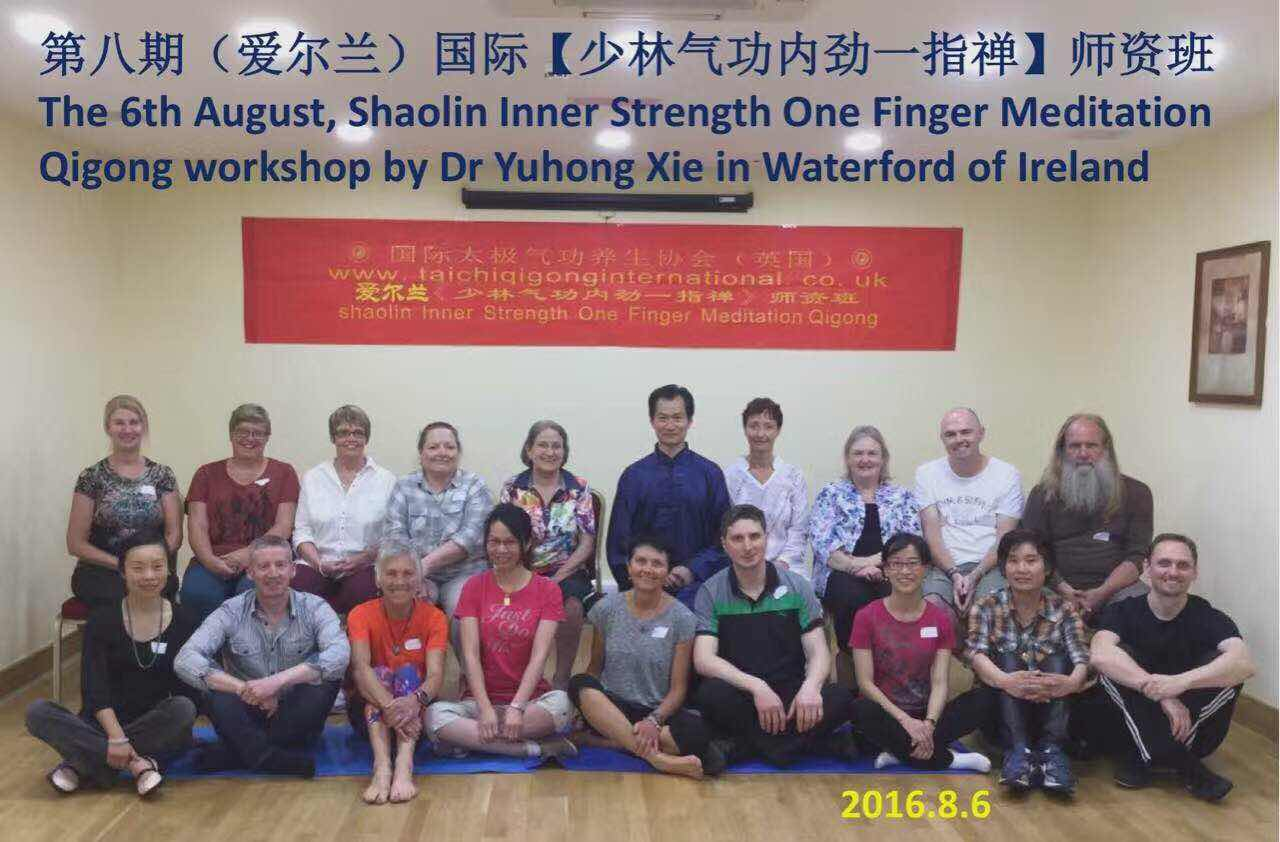 第八期（爱尔兰）国际【少林气功内劲一指禅】师资班
The 6th August, Shaolin Inner Strength One Finger Meditation
Qigong workshop by Dr Yuhong Xie in Waterford of Ireland
国际太极气功养生协会（英国）
www.taichiqigonginternational.co.uk
爱尔兰《少林气功内劲一指禅》师资班
shaolin Inner Strength One Finger Meditation Qigong
Just
Do
2016.8.6